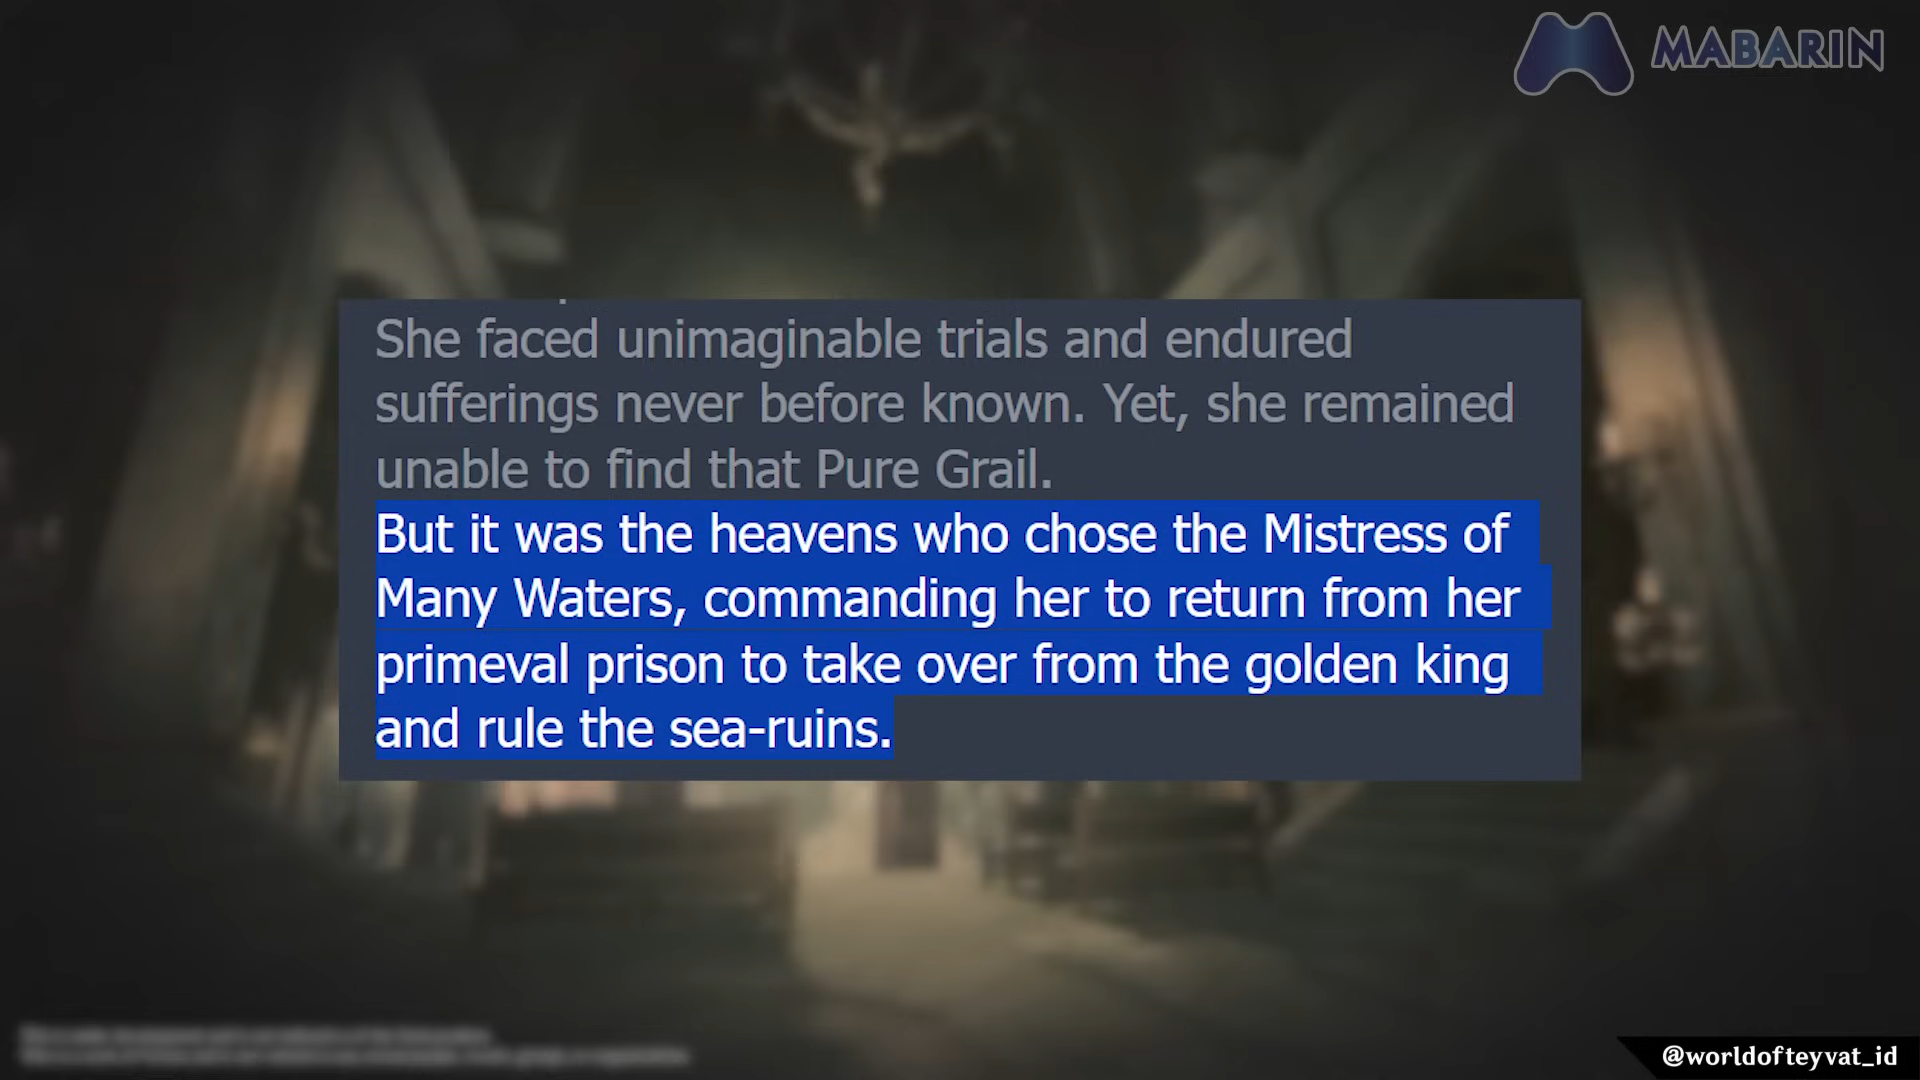 MABARIN
She faced unimaginable trials and endured
sufferings never before known. Yet, she remained
unable to find that Pure Grail.
But it was the heavens who chose the Mistress of
Many Waters, commanding her to return from her
primeval prison to take over from the golden king
and rule the sea-ruins.
@worldofteyvat_id